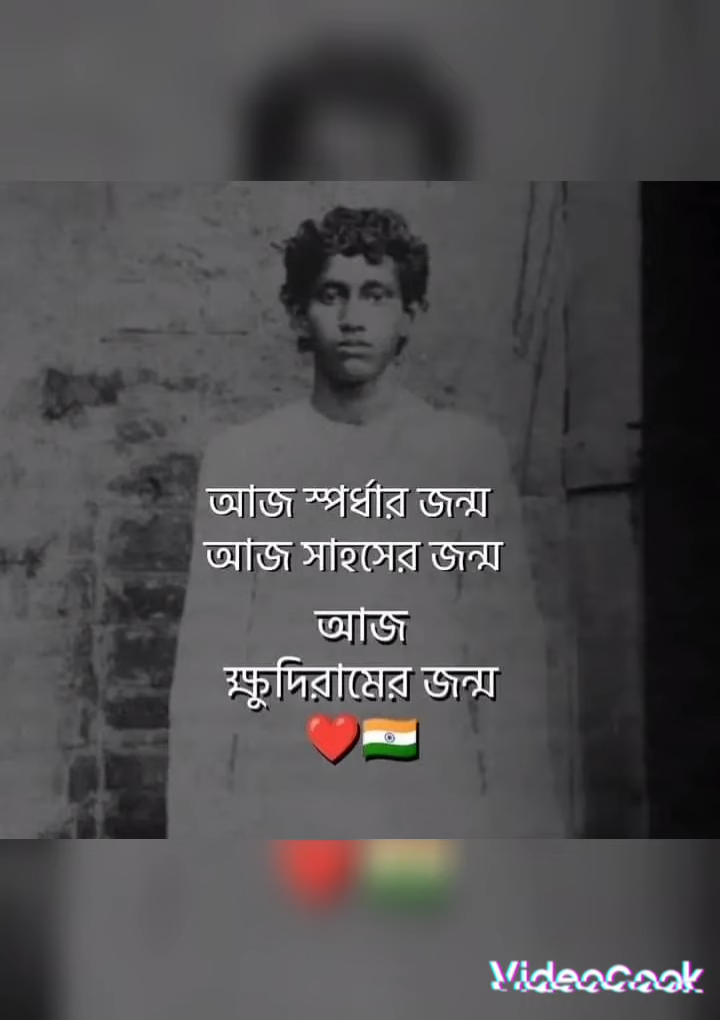 আজ স্পর্ধার জন্ম
আজ সাহসের জন্ম
আজ
ক্ষুদিরামের জন্ম
❤️🇮🇳
VideoCook